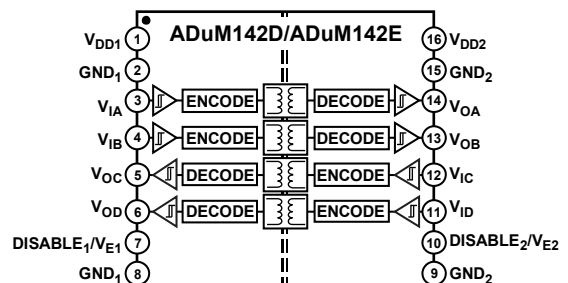 ADuM142D/ADuM142E
VDD1 1 16 VDD2
GND1 2 15 GND2
VIA 3 ENCODE DECODE 14 VOA
VIB 4 ENCODE DECODE 13 VOB
VOC 5 DECODE ENCODE 12 VIC
VOD 6 DECODE ENCODE 11 VID
DISABLE1/VE1 7 10 DISABLE2/VE2
GND1 8 9 GND2